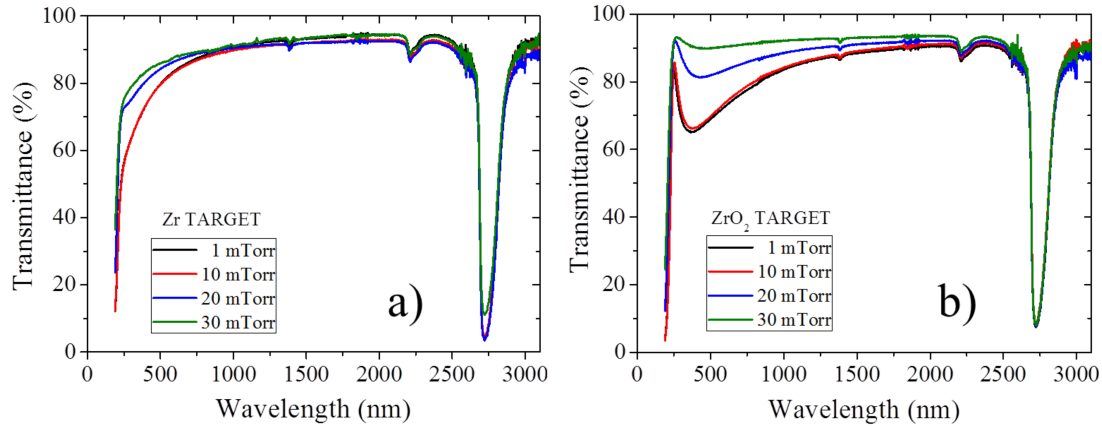 100
80
60
40
20
0
Transmittance (%)
Zr TARGET
1 mTorr
10 mTorr
20 mTorr
30 mTorr
a)
0 500 1000 1500 2000 2500 3000
Wavelength (nm)
100
80
60
40
20
0
Transmittance (%)
ZrO₂ TARGET
1 mTorr
10 mTorr
20 mTorr
30 mTorr
b)
0 500 1000 1500 2000 2500 3000
Wavelength (nm)